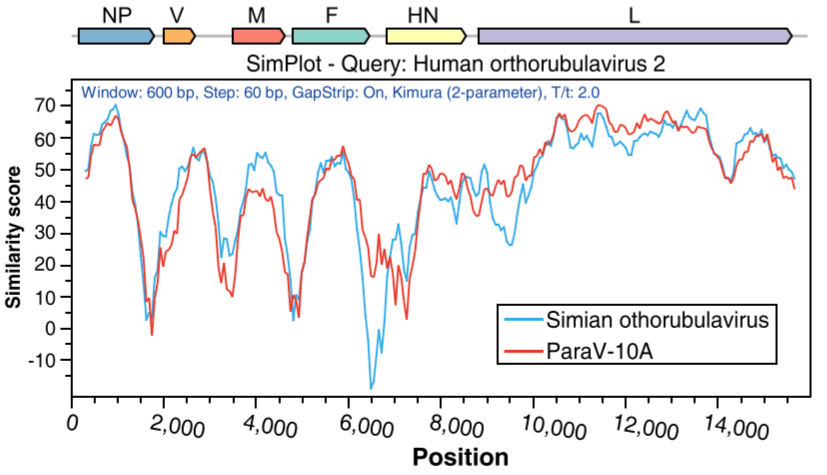 NP V M F HN L
SimPlot - Query: Human orthorubulavirus 2
Window: 600 bp, Step: 60 bp, GapStrip: On, Kimura (2-parameter), T/t: 2.0
Similarity score
70
60
50
40
30
20
10
0
-10
Simian othorubulavirus
ParaV-10A
0 2,000 4,000 6,000 8,000 10,000 12,000 14,000
Position